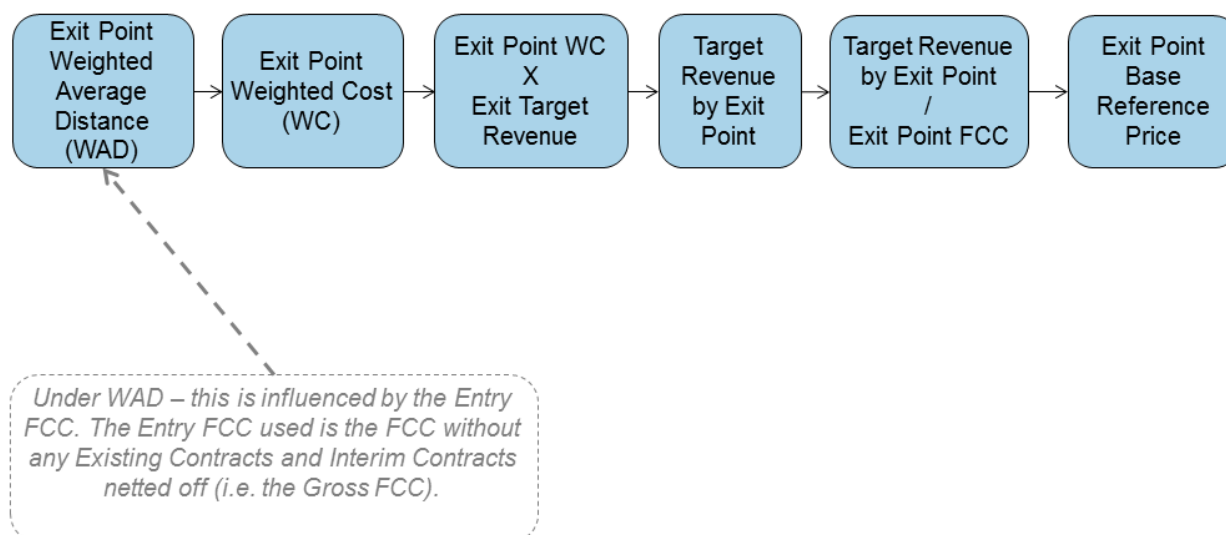 Exit Point
Weighted
Average
Distance
(WAD)
Exit Point
Weighted Cost
(WC)
Exit Point WC
X
Exit Target
Revenue
Target
Revenue
by Exit
Point
Target Revenue
by Exit Point
/
Exit Point FCC
Exit Point
Base
Reference
Price
Under WAD – this is influenced by the Entry
FCC. The Entry FCC used is the FCC without
any Existing Contracts and Interim Contracts
netted off (i.e. the Gross FCC).